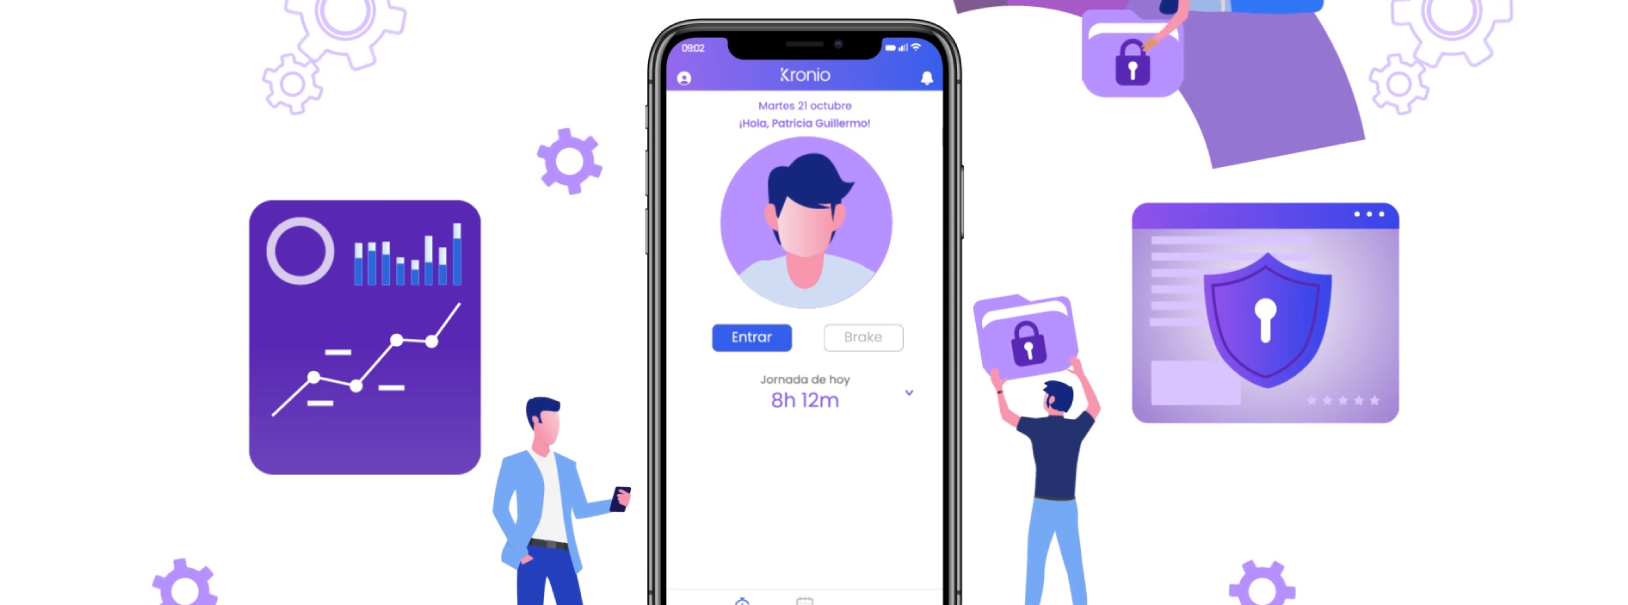 09:02
Kronio
Martes 21 octubre
¡Hola, Patricia Guillermo!
Entrar
Brake
Jornada de hoy
8h 12m